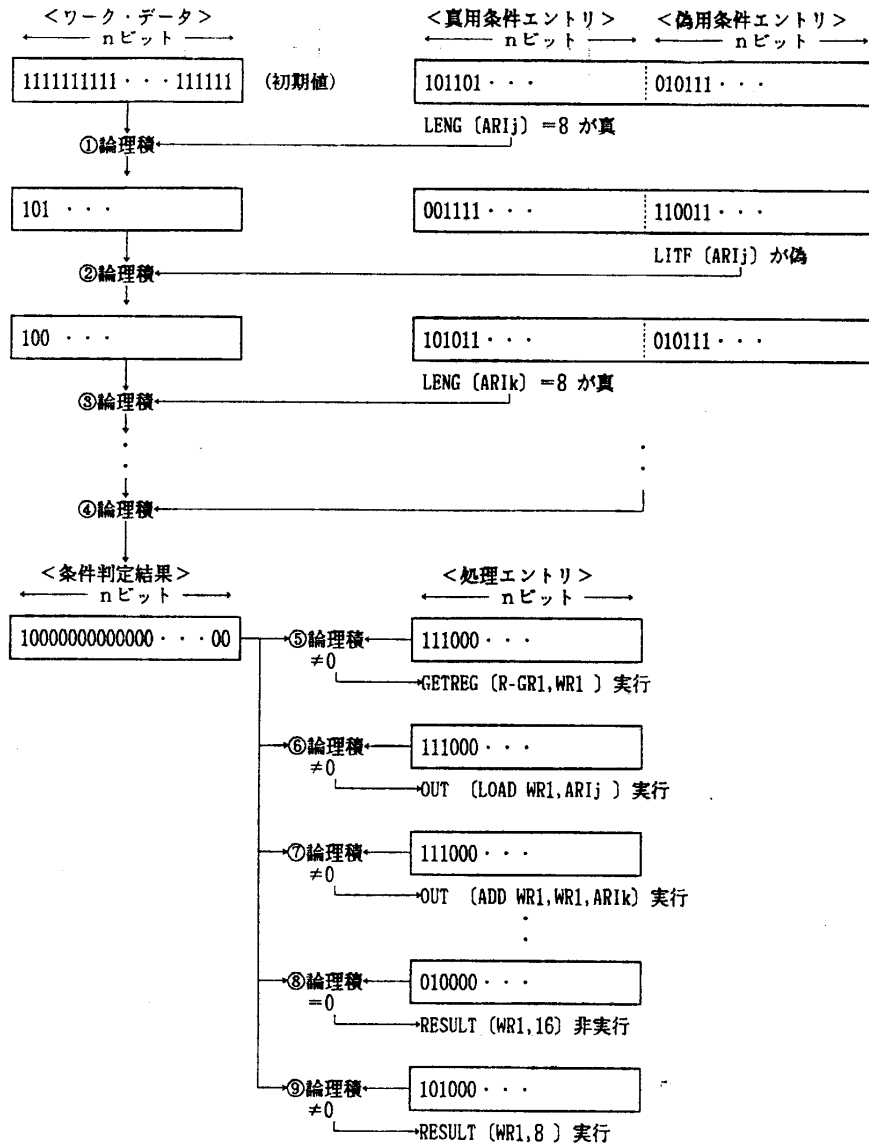 <ワーク・データ>
nビット
1111111111・・・111111
(初期値)
<真用条件エントリ>
nビット
<偽用条件エントリ>
nビット
101101・・・
010111・・・
LENG (ARIj) =8 が真
①論理積
101 ・・・
001111・・・
110011・・・
LITF (ARIj) が偽
②論理積
100 ・・・
101011・・・
010111・・・
LENG (ARIk) =8 が真
③論理積
④論理積
<条件判定結果>
nビット
<処理エントリ>
nビット
10000000000000・・・00
⑤論理積
≠0
111000・・・
GETREG (R-GR1,WR1 ) 実行
⑥論理積
≠0
111000・・・
OUT (LOAD WR1,ARIj ) 実行
⑦論理積
≠0
111000・・・
OUT (ADD WR1,WR1,ARIk) 実行
⑧論理積
=0
010000・・・
RESULT (WR1,16) 非実行
⑨論理積
≠0
101000・・・
RESULT (WR1,8 ) 実行